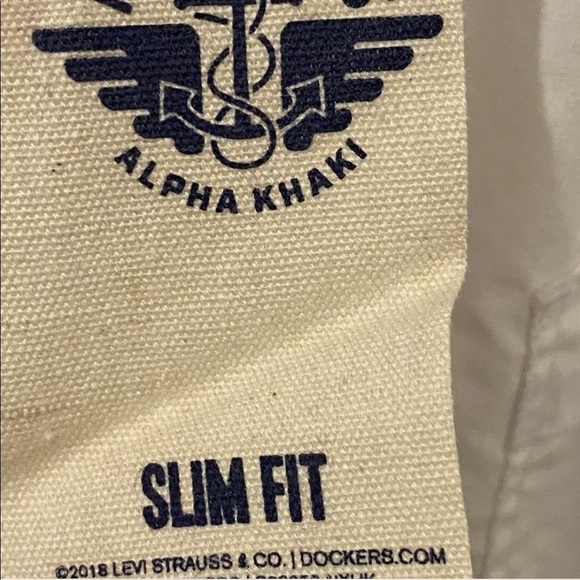 ALPHA KHAKI
SLIM FIT
©2018 LEVI STRAUSS & CO. | DOCKERS.COM